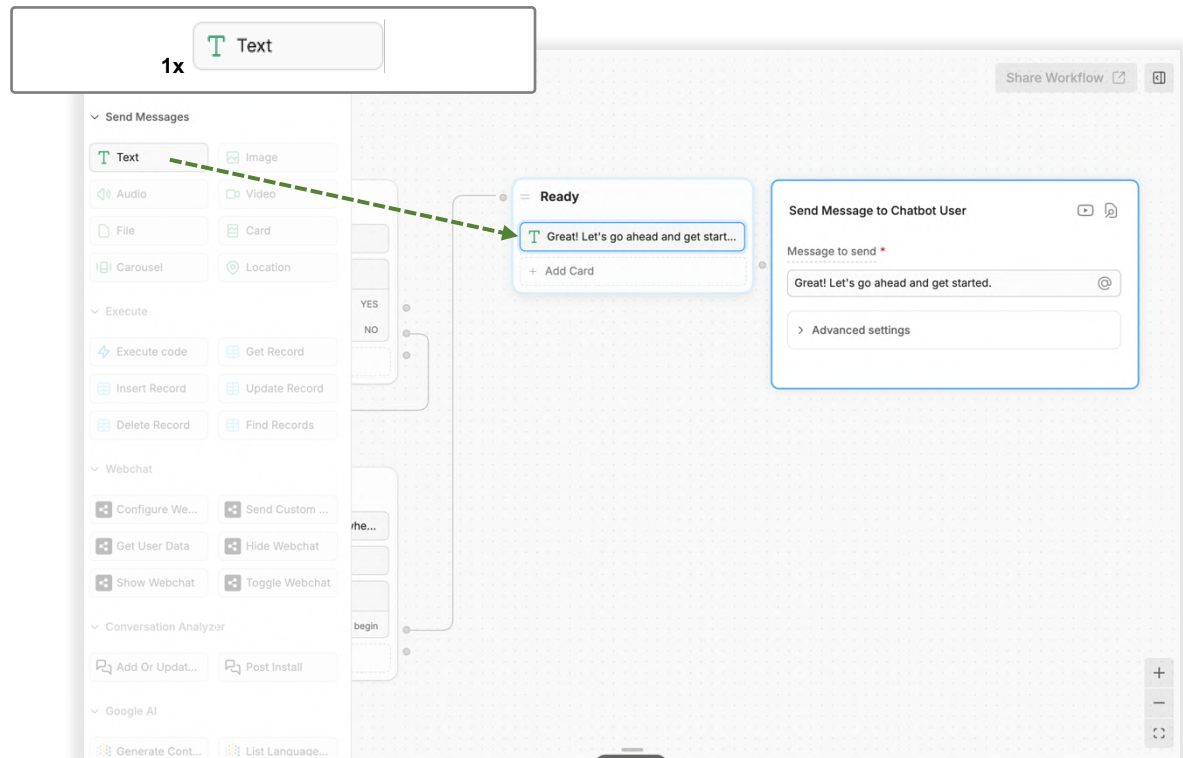 1x Text
Share Workflow
Send Messages
Text Image
Audio Video
File Card
Carousel Location
Execute
Execute code Get Record
Insert Record Update Record
Delete Record Find Records
Webchat
Configure We... Send Custom ...
Get User Data Hide Webchat
Show Webchat Toggle Webchat
Conversation Analyzer
Add Or Updat... Post Install
Google AI
Generate Cont... List Language...
YES
NO
begin
Ready
Great! Let's go ahead and get start...
+ Add Card
Send Message to Chatbot User
Message to send *
Great! Let's go ahead and get started. @
Advanced settings